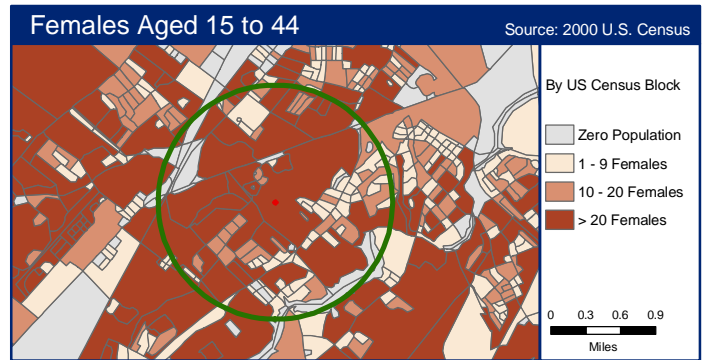 Females Aged 15 to 44
Source: 2000 U.S. Census
By US Census Block
Zero Population
1 - 9 Females
10 - 20 Females
> 20 Females
0 0.3 0.6 0.9
Miles